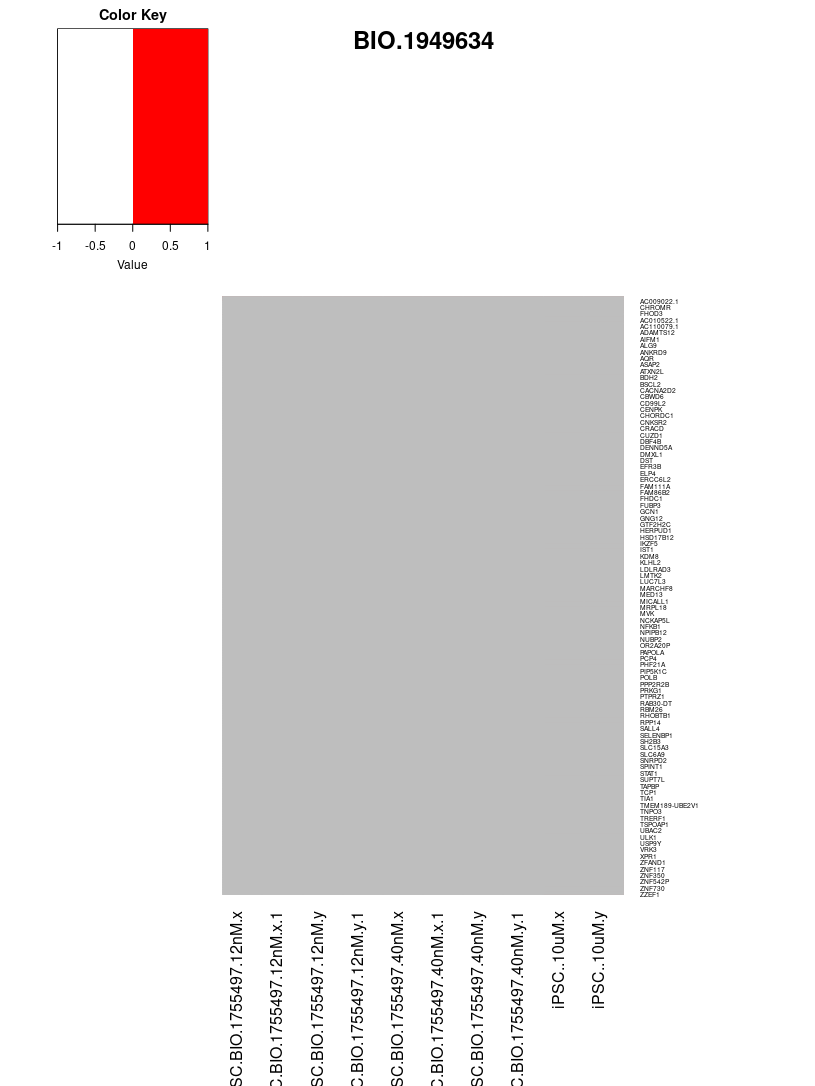 Color Key
BIO.1949634
-1 -0.5 0 0.5 1
Value
AC009022.1
CHROMR
FHOD3
AC010522.1
AC110079.1
ADAMTS12
AIFM1
ALG9
ANKRD9
AQR
ASAP2
ATXN2L
BDH2
BSCL2
CACNA2D2
CBWD6
CD99L2
CENPK
CHORDC1
CNKSR2
CRACD
CUZD1
DBF4B
DENND5A
DMXL1
DST
EFR3B
ELP4
ERCC6L2
FAM111A
FAM86B2
FHDC1
FUBP3
GCN1
GNG12
GTF2H2C
HERPUD1
HSD17B12
IKZF5
IST1
KDM8
KLHL2
LDLRAD3
LMTK2
LUC7L3
MARCHF8
MED13
MICALL1
MRPL18
MVK
NCKAP5L
NFKB1
NPIPB12
NUBP2
OR2A20P
PAPOLA
PCP4
PHF21A
PIP5K1C
POLB
PPP2R2B
PRKG1
PTPRZ1
RAB30-DT
RBM26
RHOBTB1
RPP14
SALL4
SELENBP1
SH2B3
SLC15A3
SLC6A9
SNRPD2
SPINT1
STAT1
SUPT7L
TAPBP
TCP1
TIA1
TMEM189-UBE2V1
TNPO3
TRERF1
TSPOAP1
UBAC2
ULK1
USP9Y
VRK3
XPR1
ZFAND1
ZNF117
ZNF350
ZNF542P
ZNF730
ZZEF1
SC.BIO.1755497.12nM.x
C.BIO.1755497.12nM.x.1
SC.BIO.1755497.12nM.y
C.BIO.1755497.12nM.y.1
SC.BIO.1755497.40nM.x
C.BIO.1755497.40nM.x.1
SC.BIO.1755497.40nM.y
C.BIO.1755497.40nM.y.1
iPSC..10uM.x
iPSC..10uM.y